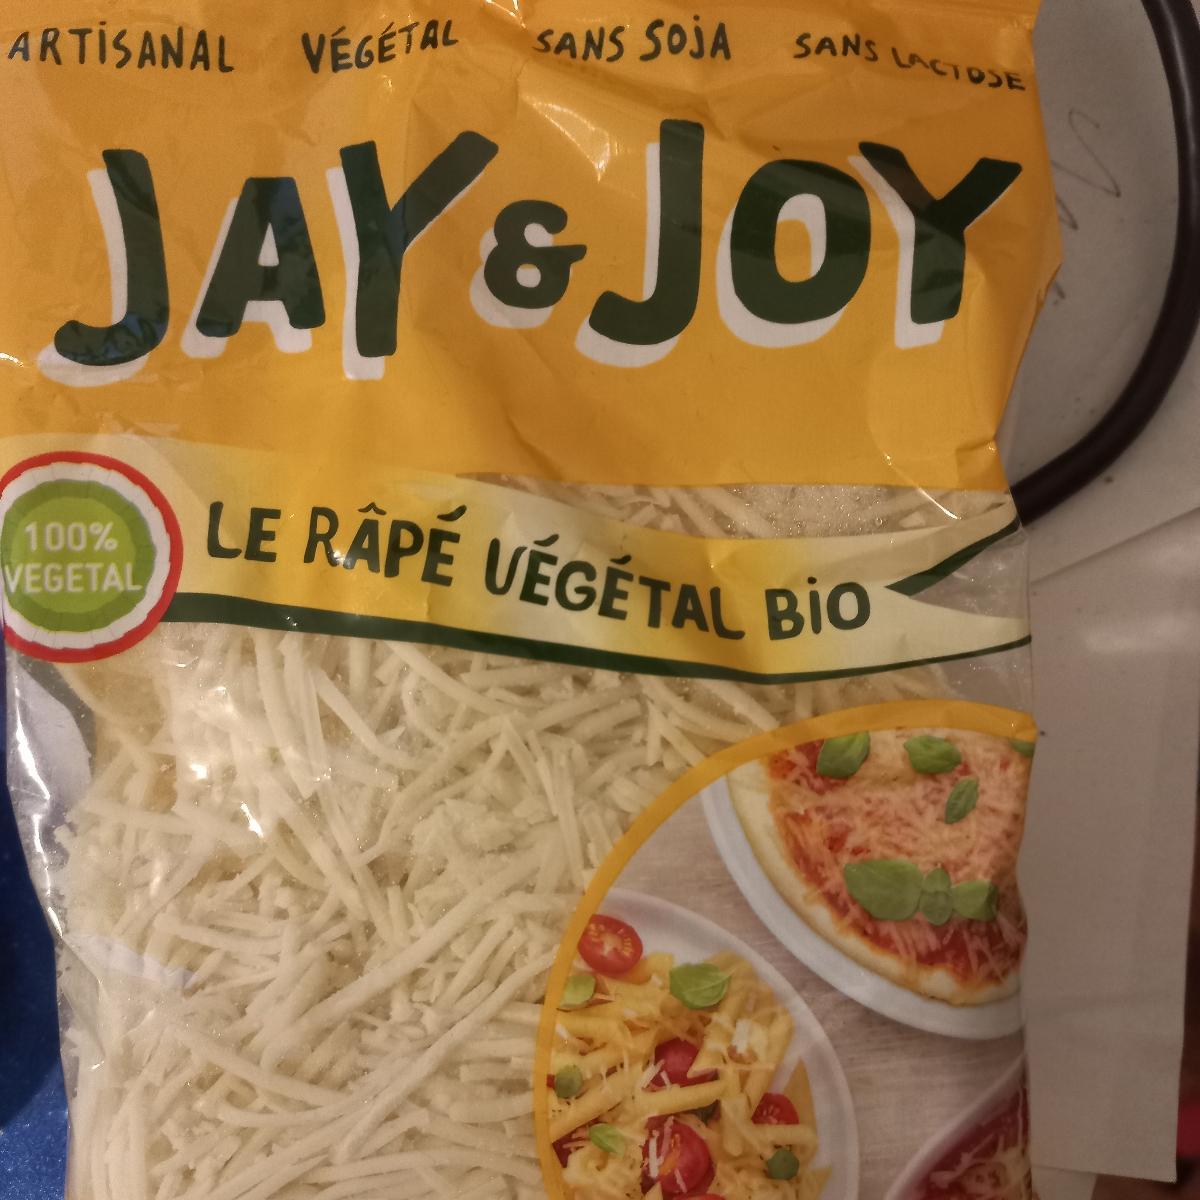 ARTISANAL VÉGÉTAL SANS SOJA SANS LACTOSE
JAY & JOY
100%
VEGETAL
LE RÂPÉ VÉGÉTAL BIO